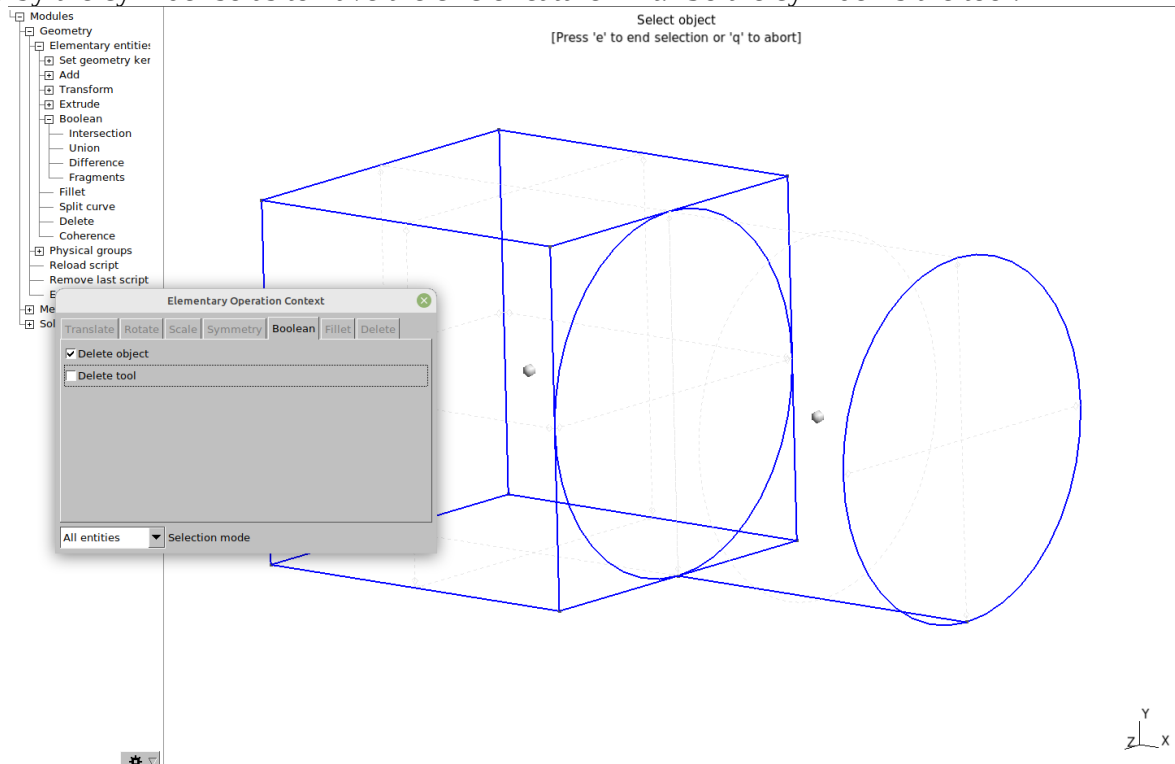 Select object
[Press 'e' to end selection or 'q' to abort]
Modules
Geometry
Elementary entities
Set geometry ker
Add
Transform
Extrude
Boolean
Intersection
Union
Difference
Fragments
Fillet
Split curve
Delete
Coherence
Physical groups
Reload script
Remove last script
E
Me
Sol
Elementary Operation Context
Translate Rotate Scale Symmetry Boolean Fillet Delete
Delete object
Delete tool
All entities Selection mode
Y
Z X